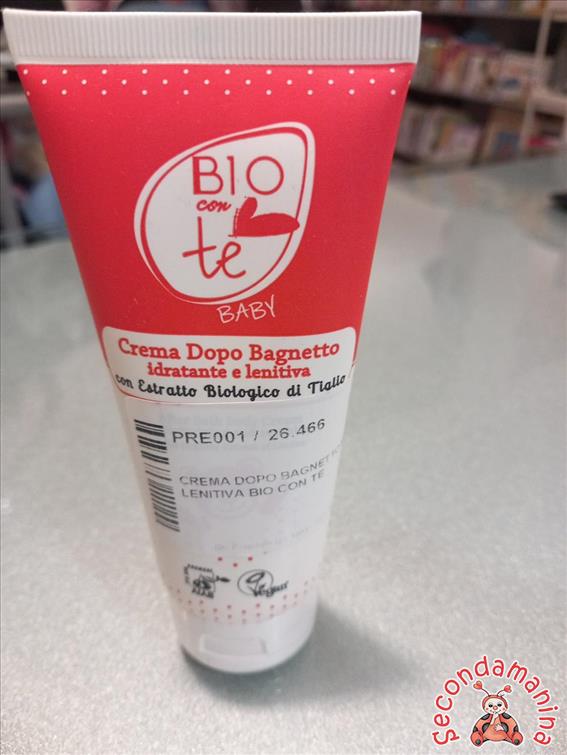 BIO
con
te
BABY
Crema Dopo Bagnetto
idratante e lenitiva
con Estratto Biologico di Tiglio
PRE001 / 26.466
CREMA DOPO BAGNETTO
LENITIVA BIO CON TE
Vegan
Secondamanina